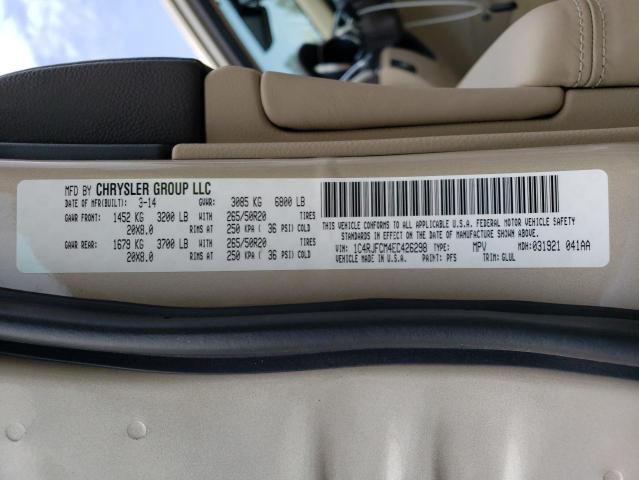 MFD BY CHRYSLER GROUP LLC
DATE OF MFR(BUILT): 3-14 GVWR: 3085 KG 6800 LB
GAWR FRONT: 1452 KG 3200 LB WITH 265/50R20 TIRES
20X8.0 RIMS AT 250 KPA ( 36 PSI) COLD
GAWR REAR: 1679 KG 3700 LB WITH 265/50R20 TIRES
20X8.0 RIMS AT 250 KPA ( 36 PSI) COLD
THIS VEHICLE CONFORMS TO ALL APPLICABLE U.S.A. FEDERAL MOTOR VEHICLE SAFETY
STANDARDS IN EFFECT ON THE DATE OF MANUFACTURE SHOWN ABOVE.
VIN: 1C4RJFCM4EC426298 TYPE: MPV MDH:031921 041AA
VEHICLE MADE IN U.S.A. PAINT: PFS TRIM: GLUL